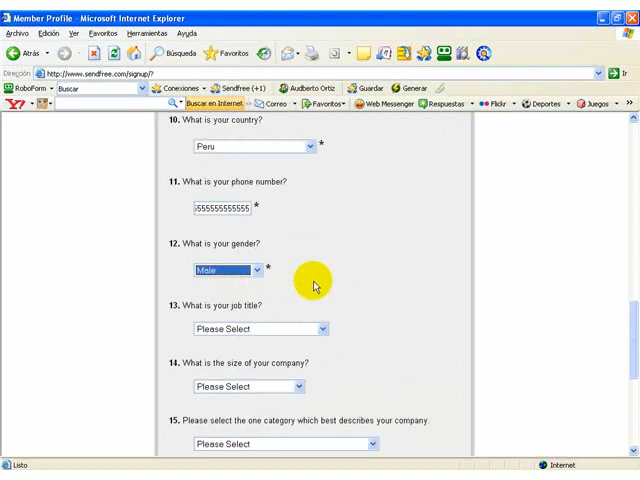 Member Profile - Microsoft Internet Explorer
Archivo Edición Ver Favoritos Herramientas Ayuda
Atrás Búsqueda Favoritos
Dirección http://www.sendfree.com/signup/? Ir
RoboForm Buscar Conexiones Sendfree (+1) Audberto Ortiz Guardar Generar
Y! Buscar en Internet Correo Favoritos Web Messenger Respuestas Flickr Deportes Juegos »
10. What is your country?
Peru *
11. What is your phone number?
5555555555555 *
12. What is your gender?
Male *
13. What is your job title?
Please Select
14. What is the size of your company?
Please Select
15. Please select the one category which best describes your company.
Please Select
Listo Internet